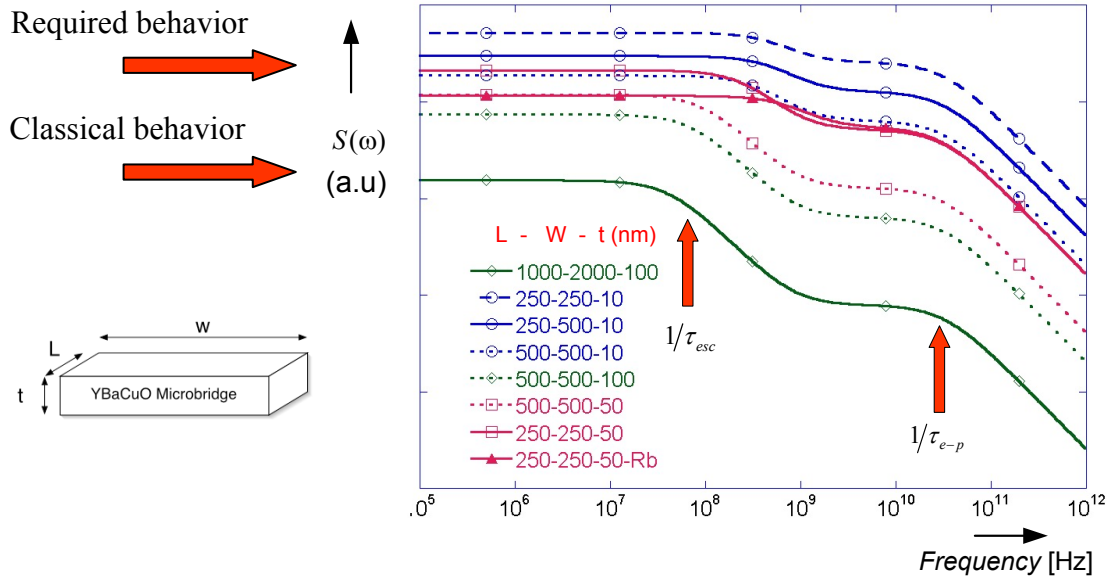 Required behavior
Classical behavior
S(ω)
(a.u)
L - W - t (nm)
1000-2000-100
250-250-10
250-500-10
500-500-10
500-500-100
500-500-50
250-250-50
250-250-50-Rb
1/τ_esc
1/τ_e-p
W
L
t
YBaCuO Microbridge
.0⁵ 10⁶ 10⁷ 10⁸ 10⁹ 10¹⁰ 10¹¹ 10¹²
Frequency [Hz]